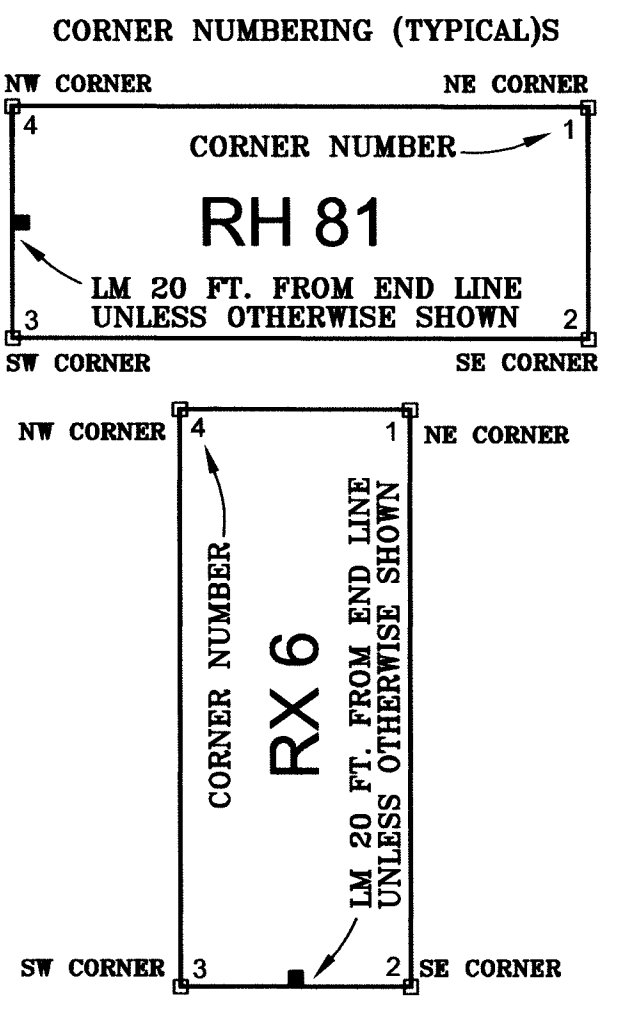 CORNER NUMBERING (TYPICAL)S
NW CORNER
NE CORNER
4
1
CORNER NUMBER
RH 81
LM 20 FT. FROM END LINE
UNLESS OTHERWISE SHOWN
3
2
SW CORNER
SE CORNER
NW CORNER
4
1
NE CORNER
CORNER NUMBER
RX 6
LM 20 FT. FROM END LINE
UNLESS OTHERWISE SHOWN
SW CORNER
3
2
SE CORNER